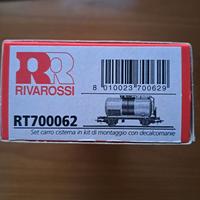 RR
RIVAROSSI
8 010023 700629
RT700062
Set carro cisterna in kit di montaggio con decalcomanie